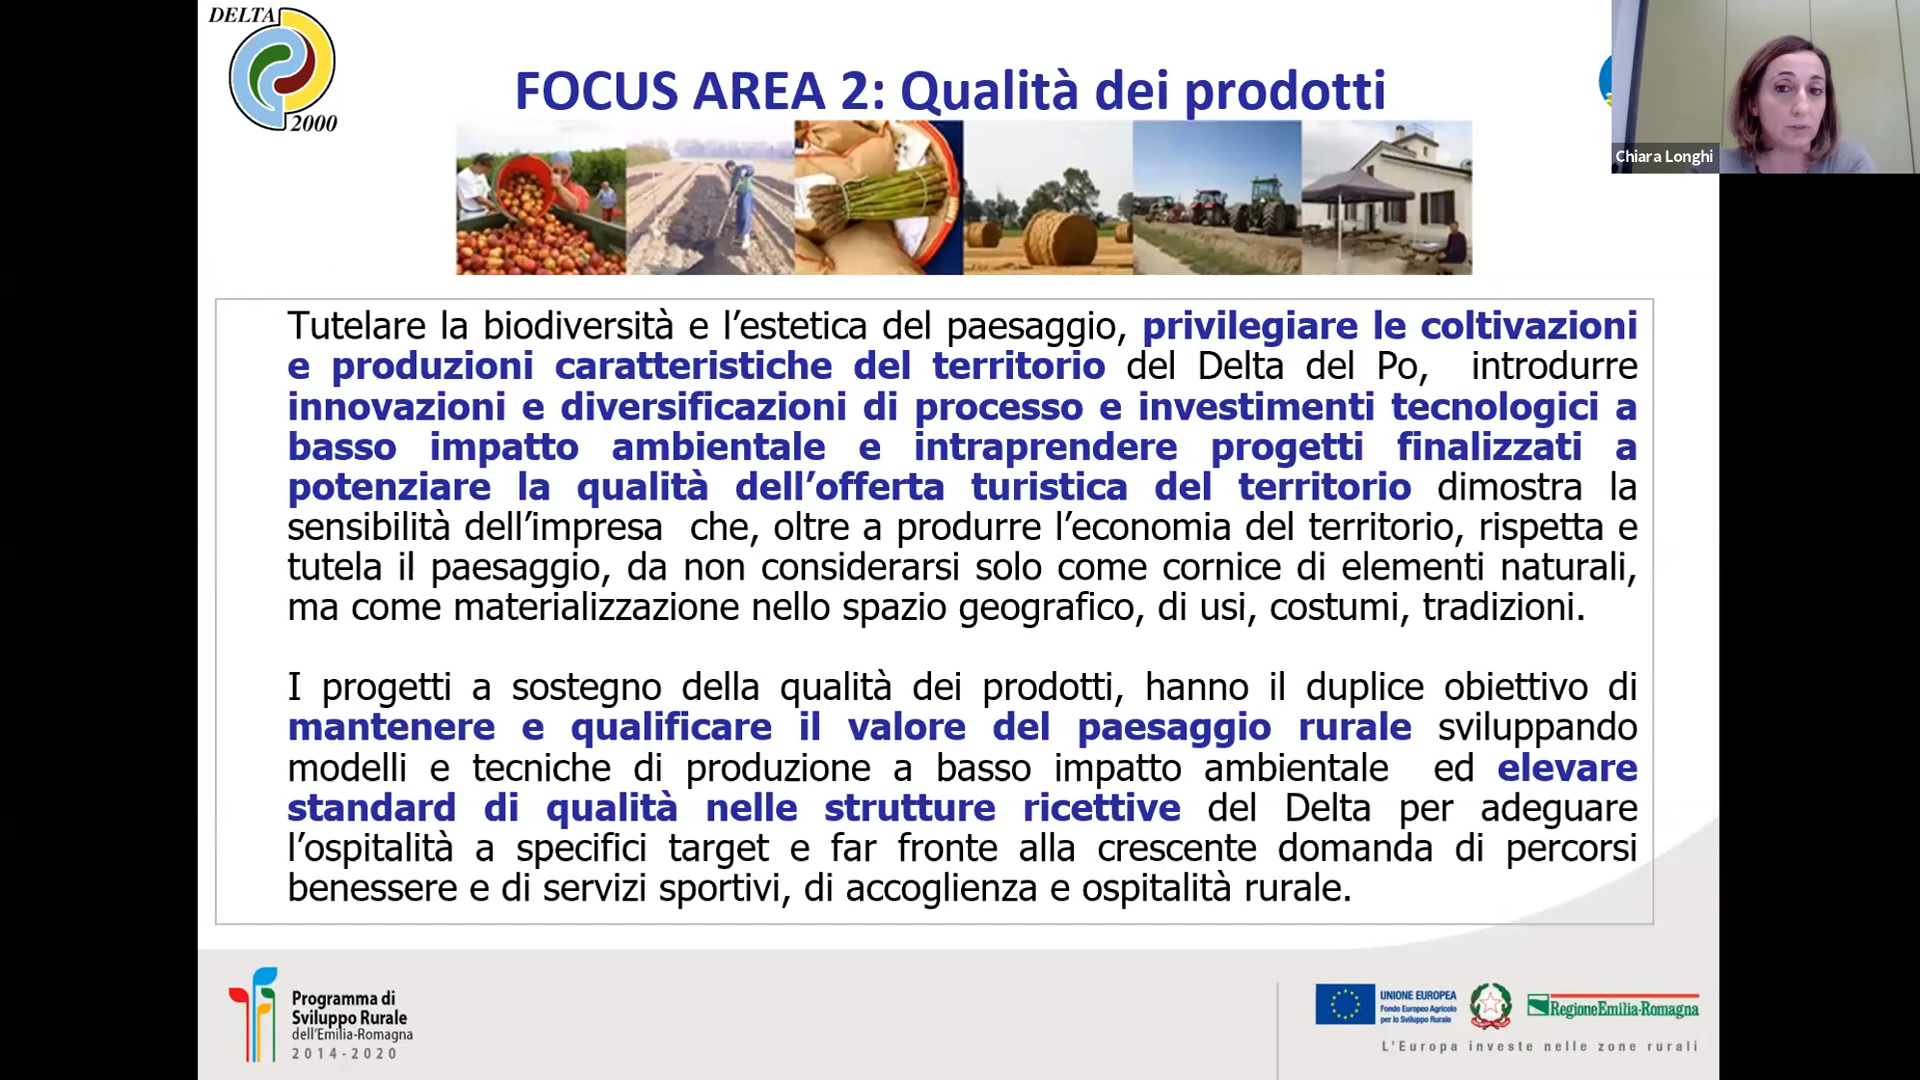 DELTA
2000
FOCUS AREA 2: Qualità dei prodotti
Chiara Longhi
Tutelare la biodiversità e l’estetica del paesaggio, privilegiare le coltivazioni
e produzioni caratteristiche del territorio del Delta del Po, introdurre
innovazioni e diversificazioni di processo e investimenti tecnologici a
basso impatto ambientale e intraprendere progetti finalizzati a
potenziare la qualità dell’offerta turistica del territorio dimostra la
sensibilità dell’impresa che, oltre a produrre l’economia del territorio, rispetta e
tutela il paesaggio, da non considerarsi solo come cornice di elementi naturali,
ma come materializzazione nello spazio geografico, di usi, costumi, tradizioni.
I progetti a sostegno della qualità dei prodotti, hanno il duplice obiettivo di
mantenere e qualificare il valore del paesaggio rurale sviluppando
modelli e tecniche di produzione a basso impatto ambientale ed elevare
standard di qualità nelle strutture ricettive del Delta per adeguare
l’ospitalità a specifici target e far fronte alla crescente domanda di percorsi
benessere e di servizi sportivi, di accoglienza e ospitalità rurale.
Programma di
Sviluppo Rurale
dell'Emilia-Romagna
2014-2020
UNIONE EUROPEA
Fondo Europeo Agricolo
per lo Sviluppo Rurale
RegioneEmilia-Romagna
L'Europa investe nelle zone rurali